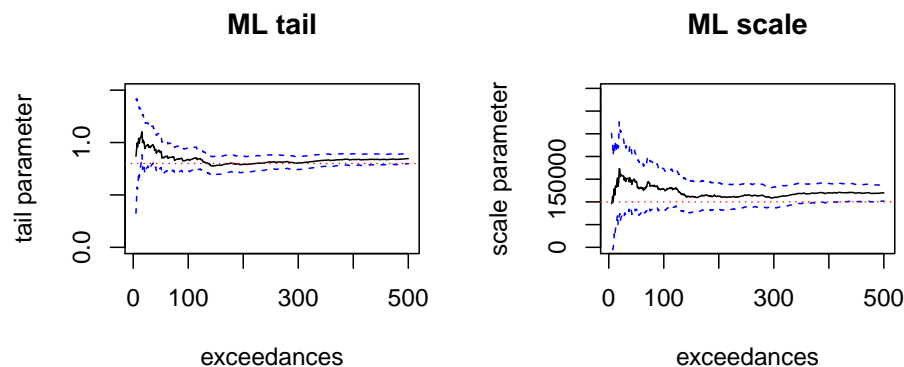 ML tail
tail parameter
0.0
1.0
0
100
300
500
exceedances
ML scale
scale parameter
0
150000
0
100
300
500
exceedances